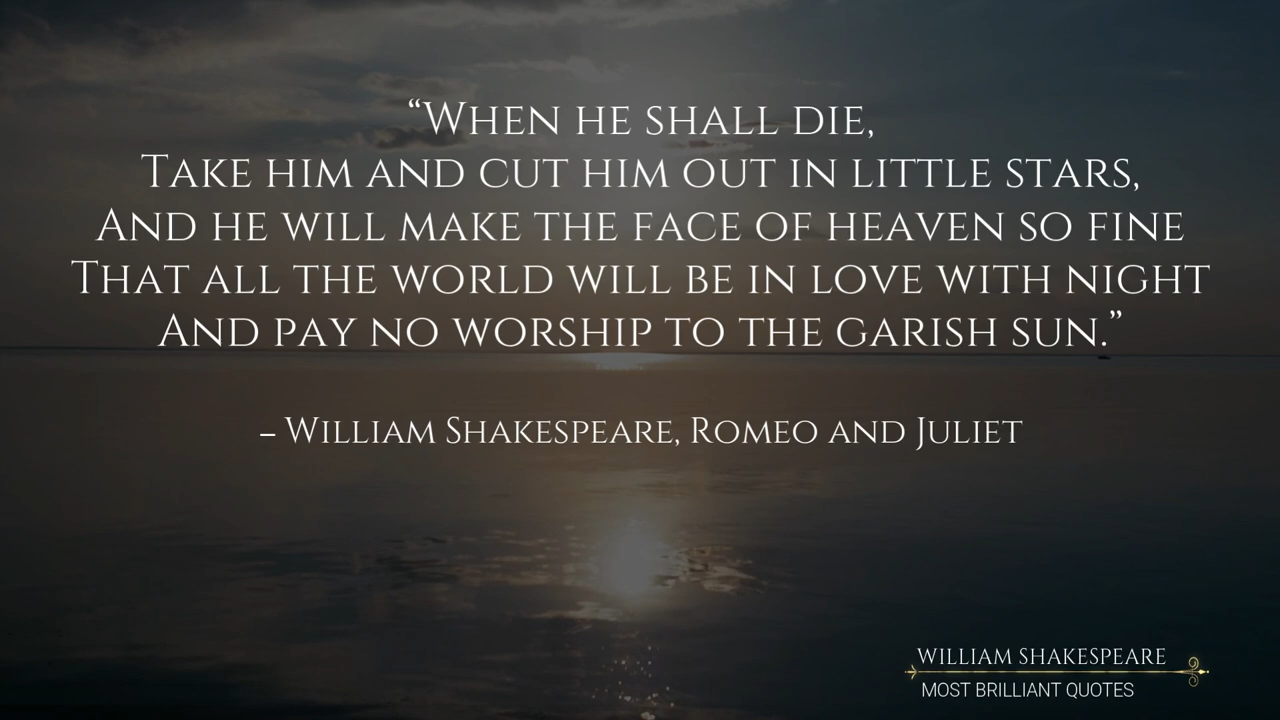 “When he shall die,
Take him and cut him out in little stars,
And he will make the face of heaven so fine
That all the world will be in love with night
And pay no worship to the garish sun.”
– William Shakespeare, Romeo and Juliet
WILLIAM SHAKESPEARE
MOST BRILLIANT QUOTES